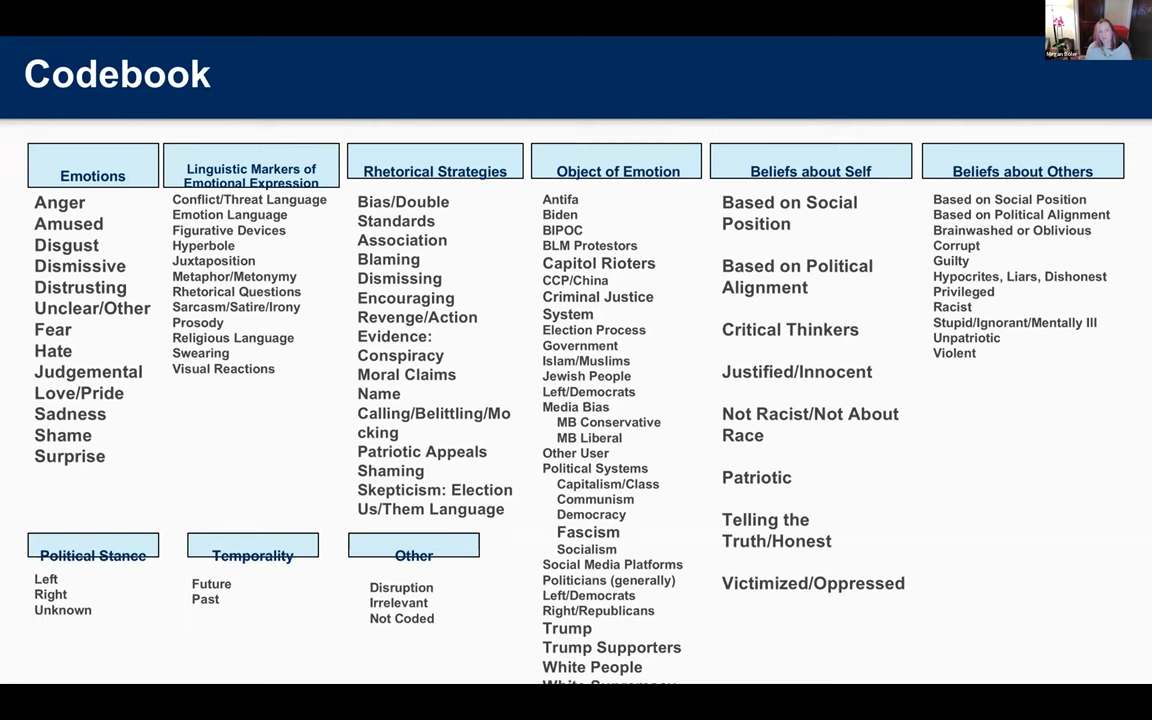 Codebook
Megan Boler
Emotions
Anger
Amused
Disgust
Dismissive
Distrusting
Unclear/Other
Fear
Hate
Judgemental
Love/Pride
Sadness
Shame
Surprise
Linguistic Markers of
Emotional Expression
Conflict/Threat Language
Emotion Language
Figurative Devices
Hyperbole
Juxtaposition
Metaphor/Metonymy
Rhetorical Questions
Sarcasm/Satire/Irony
Prosody
Religious Language
Swearing
Visual Reactions
Rhetorical Strategies
Bias/Double
Standards
Association
Blaming
Dismissing
Encouraging
Revenge/Action
Evidence:
Conspiracy
Moral Claims
Name
Calling/Belittling/Mo
cking
Patriotic Appeals
Shaming
Skepticism: Election
Us/Them Language
Object of Emotion
Antifa
Biden
BIPOC
BLM Protestors
Capitol Rioters
CCP/China
Criminal Justice
System
Election Process
Government
Islam/Muslims
Jewish People
Left/Democrats
Media Bias
MB Conservative
MB Liberal
Other User
Political Systems
Capitalism/Class
Communism
Democracy
Fascism
Socialism
Social Media Platforms
Politicians (generally)
Left/Democrats
Right/Republicans
Trump
Trump Supporters
White People
White Supremacy
Beliefs about Self
Based on Social
Position
Based on Political
Alignment
Critical Thinkers
Justified/Innocent
Not Racist/Not About
Race
Patriotic
Telling the
Truth/Honest
Victimized/Oppressed
Beliefs about Others
Based on Social Position
Based on Political Alignment
Brainwashed or Oblivious
Corrupt
Guilty
Hypocrites, Liars, Dishonest
Privileged
Racist
Stupid/Ignorant/Mentally Ill
Unpatriotic
Violent
Political Stance
Left
Right
Unknown
Temporality
Future
Past
Other
Disruption
Irrelevant
Not Coded